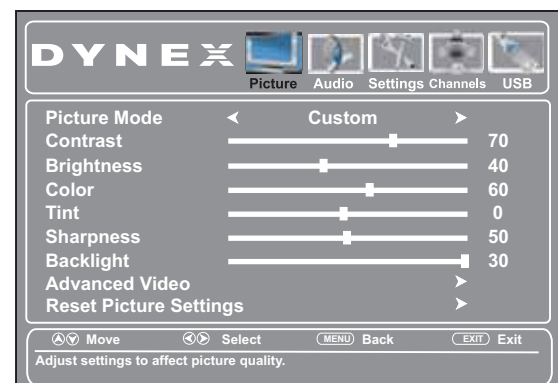 DYNEX
Picture Audio Settings Channels USB
Picture Mode Custom
Contrast 70
Brightness 40
Color 60
Tint 0
Sharpness 50
Backlight 30
Advanced Video
Reset Picture Settings
Move Select MENU Back EXIT Exit
Adjust settings to affect picture quality.